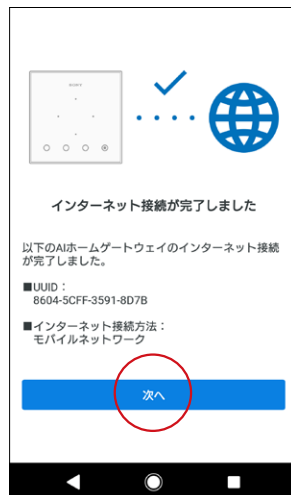 SONY
インターネット接続が完了しました
以下のAIホームゲートウェイのインターネット接続
が完了しました。
■UUID：
8604-5CFF-3591-8D7B
■インターネット接続方法：
モバイルネットワーク
次へ